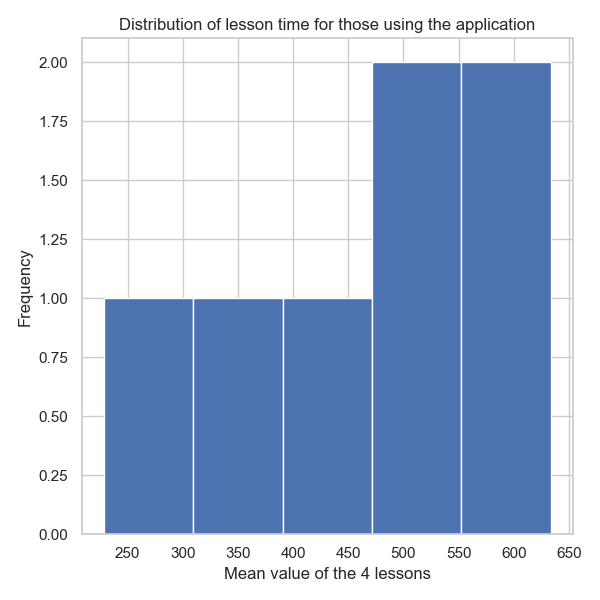 Distribution of lesson time for those using the application
2.00
1.75
1.50
1.25
1.00
0.75
0.50
0.25
0.00
Frequency
250 300 350 400 450 500 550 600 650
Mean value of the 4 lessons